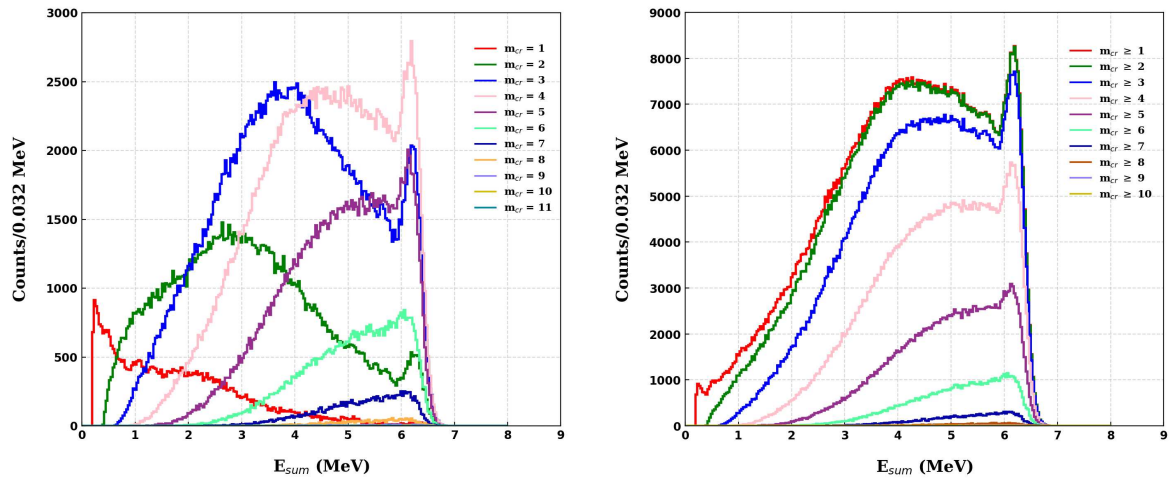 3000
2500
2000
1500
1000
500
0
0 1 2 3 4 5 6 7 8 9
Counts/0.032 MeV
E_sum (MeV)
m_cr = 1
m_cr = 2
m_cr = 3
m_cr = 4
m_cr = 5
m_cr = 6
m_cr = 7
m_cr = 8
m_cr = 9
m_cr = 10
m_cr = 11
9000
8000
7000
6000
5000
4000
3000
2000
1000
0
0 1 2 3 4 5 6 7 8 9
Counts/0.032 MeV
E_sum (MeV)
m_cr ≥ 1
m_cr ≥ 2
m_cr ≥ 3
m_cr ≥ 4
m_cr ≥ 5
m_cr ≥ 6
m_cr ≥ 7
m_cr ≥ 8
m_cr ≥ 9
m_cr ≥ 10